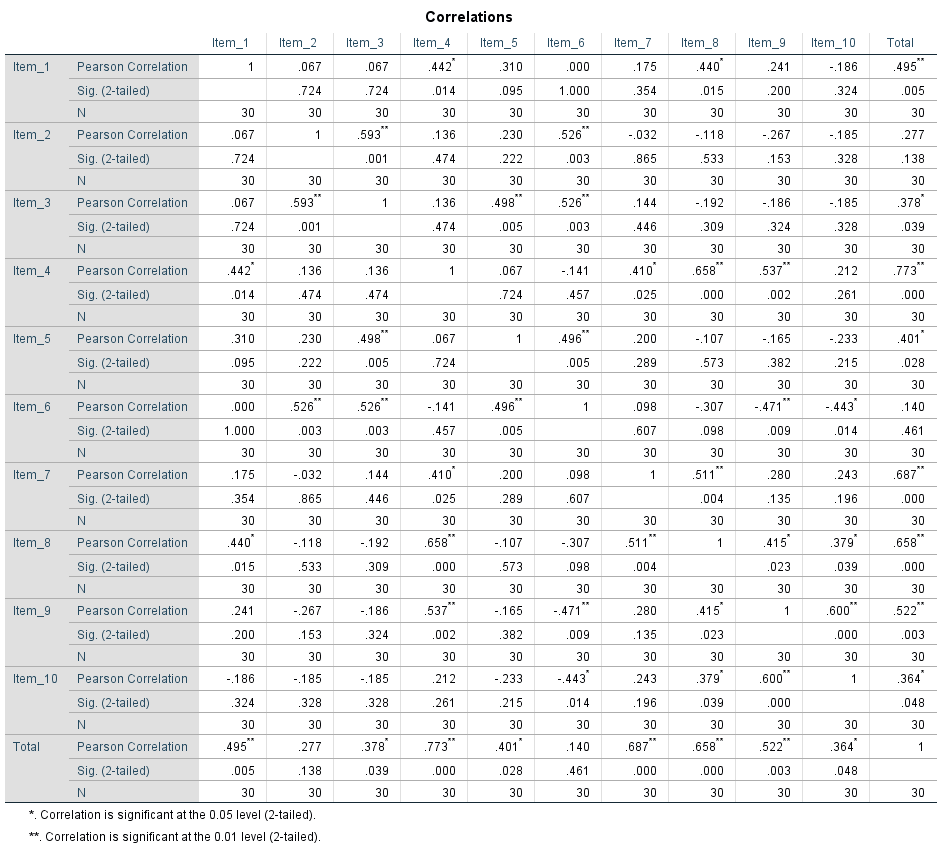 Correlations
Item_1 Item_2 Item_3 Item_4 Item_5 Item_6 Item_7 Item_8 Item_9 Item_10 Total
Item_1 Pearson Correlation 1 .067 .067 .442* .310 .000 .175 .440* .241 -.186 .495**
Sig. (2-tailed) .724 .724 .014 .095 1.000 .354 .015 .200 .324 .005
N 30 30 30 30 30 30 30 30 30 30 30
Item_2 Pearson Correlation .067 1 .593** .136 .230 .526** -.032 -.118 -.267 -.185 .277
Sig. (2-tailed) .724 .001 .474 .222 .003 .865 .533 .153 .328 .138
N 30 30 30 30 30 30 30 30 30 30 30
Item_3 Pearson Correlation .067 .593** 1 .136 .498** .526** .144 -.192 -.186 -.185 .378*
Sig. (2-tailed) .724 .001 .474 .005 .003 .446 .309 .324 .328 .039
N 30 30 30 30 30 30 30 30 30 30 30
Item_4 Pearson Correlation .442* .136 .136 1 .067 -.141 .410* .658** .537** .212 .773**
Sig. (2-tailed) .014 .474 .474 .724 .457 .025 .000 .002 .261 .000
N 30 30 30 30 30 30 30 30 30 30 30
Item_5 Pearson Correlation .310 .230 .498** .067 1 .496** .200 -.107 -.165 -.233 .401*
Sig. (2-tailed) .095 .222 .005 .724 .005 .289 .573 .382 .215 .028
N 30 30 30 30 30 30 30 30 30 30 30
Item_6 Pearson Correlation .000 .526** .526** -.141 .496** 1 .098 -.307 -.471** -.443* .140
Sig. (2-tailed) 1.000 .003 .003 .457 .005 .607 .098 .009 .014 .461
N 30 30 30 30 30 30 30 30 30 30 30
Item_7 Pearson Correlation .175 -.032 .144 .410* .200 .098 1 .511** .280 .243 .687**
Sig. (2-tailed) .354 .865 .446 .025 .289 .607 .004 .135 .196 .000
N 30 30 30 30 30 30 30 30 30 30 30
Item_8 Pearson Correlation .440* -.118 -.192 .658** -.107 -.307 .511** 1 .415* .379* .658**
Sig. (2-tailed) .015 .533 .309 .000 .573 .098 .004 .023 .039 .000
N 30 30 30 30 30 30 30 30 30 30 30
Item_9 Pearson Correlation .241 -.267 -.186 .537** -.165 -.471** .280 .415* 1 .600** .522**
Sig. (2-tailed) .200 .153 .324 .002 .382 .009 .135 .023 .000 .003
N 30 30 30 30 30 30 30 30 30 30 30
Item_10 Pearson Correlation -.186 -.185 -.185 .212 -.233 -.443* .243 .379* .600** 1 .364*
Sig. (2-tailed) .324 .328 .328 .261 .215 .014 .196 .039 .000 .048
N 30 30 30 30 30 30 30 30 30 30 30
Total Pearson Correlation .495** .277 .378* .773** .401* .140 .687** .658** .522** .364* 1
Sig. (2-tailed) .005 .138 .039 .000 .028 .461 .000 .000 .003 .048
N 30 30 30 30 30 30 30 30 30 30 30
*. Correlation is significant at the 0.05 level (2-tailed).
**. Correlation is significant at the 0.01 level (2-tailed).